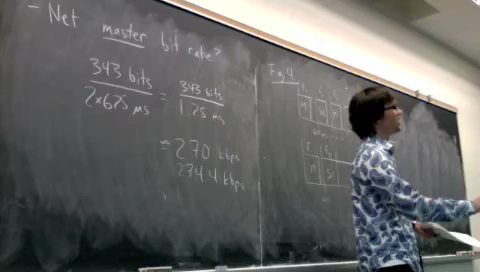 - Net master bit rate?
343 bits
2×625 ms
=
343 bits
1.25 ms
= 270 kbps
274.4 kbps
Fig 4